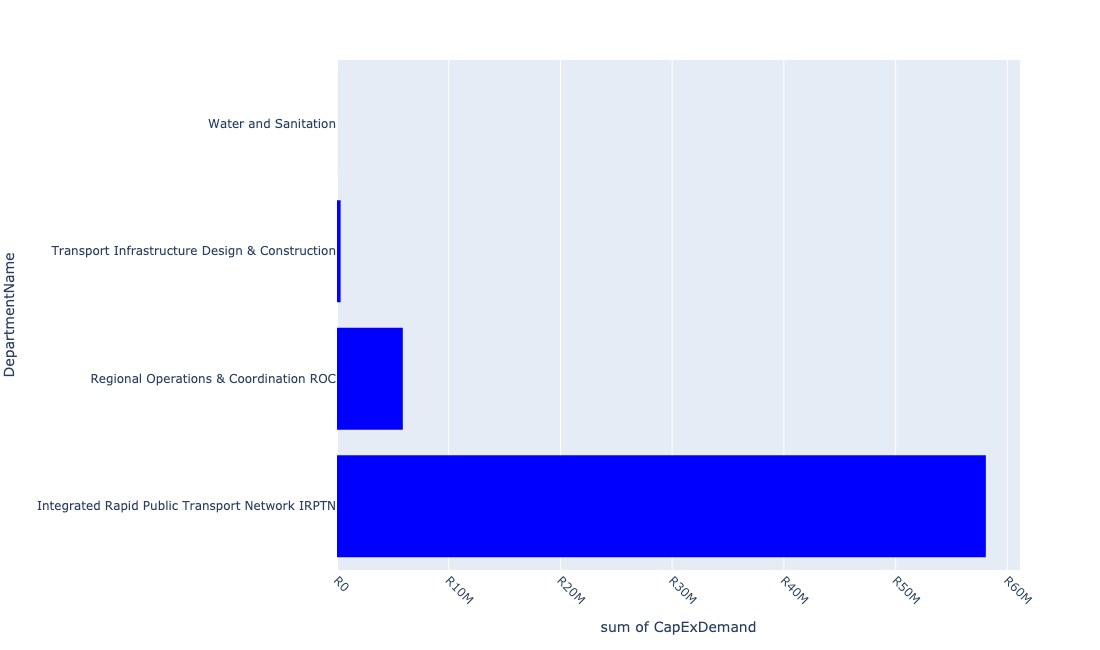 Water and Sanitation
Transport Infrastructure Design & Construction
Regional Operations & Coordination ROC
Integrated Rapid Public Transport Network IRPTN
DepartmentName
R0
R10M
R20M
R30M
R40M
R50M
R60M
sum of CapExDemand